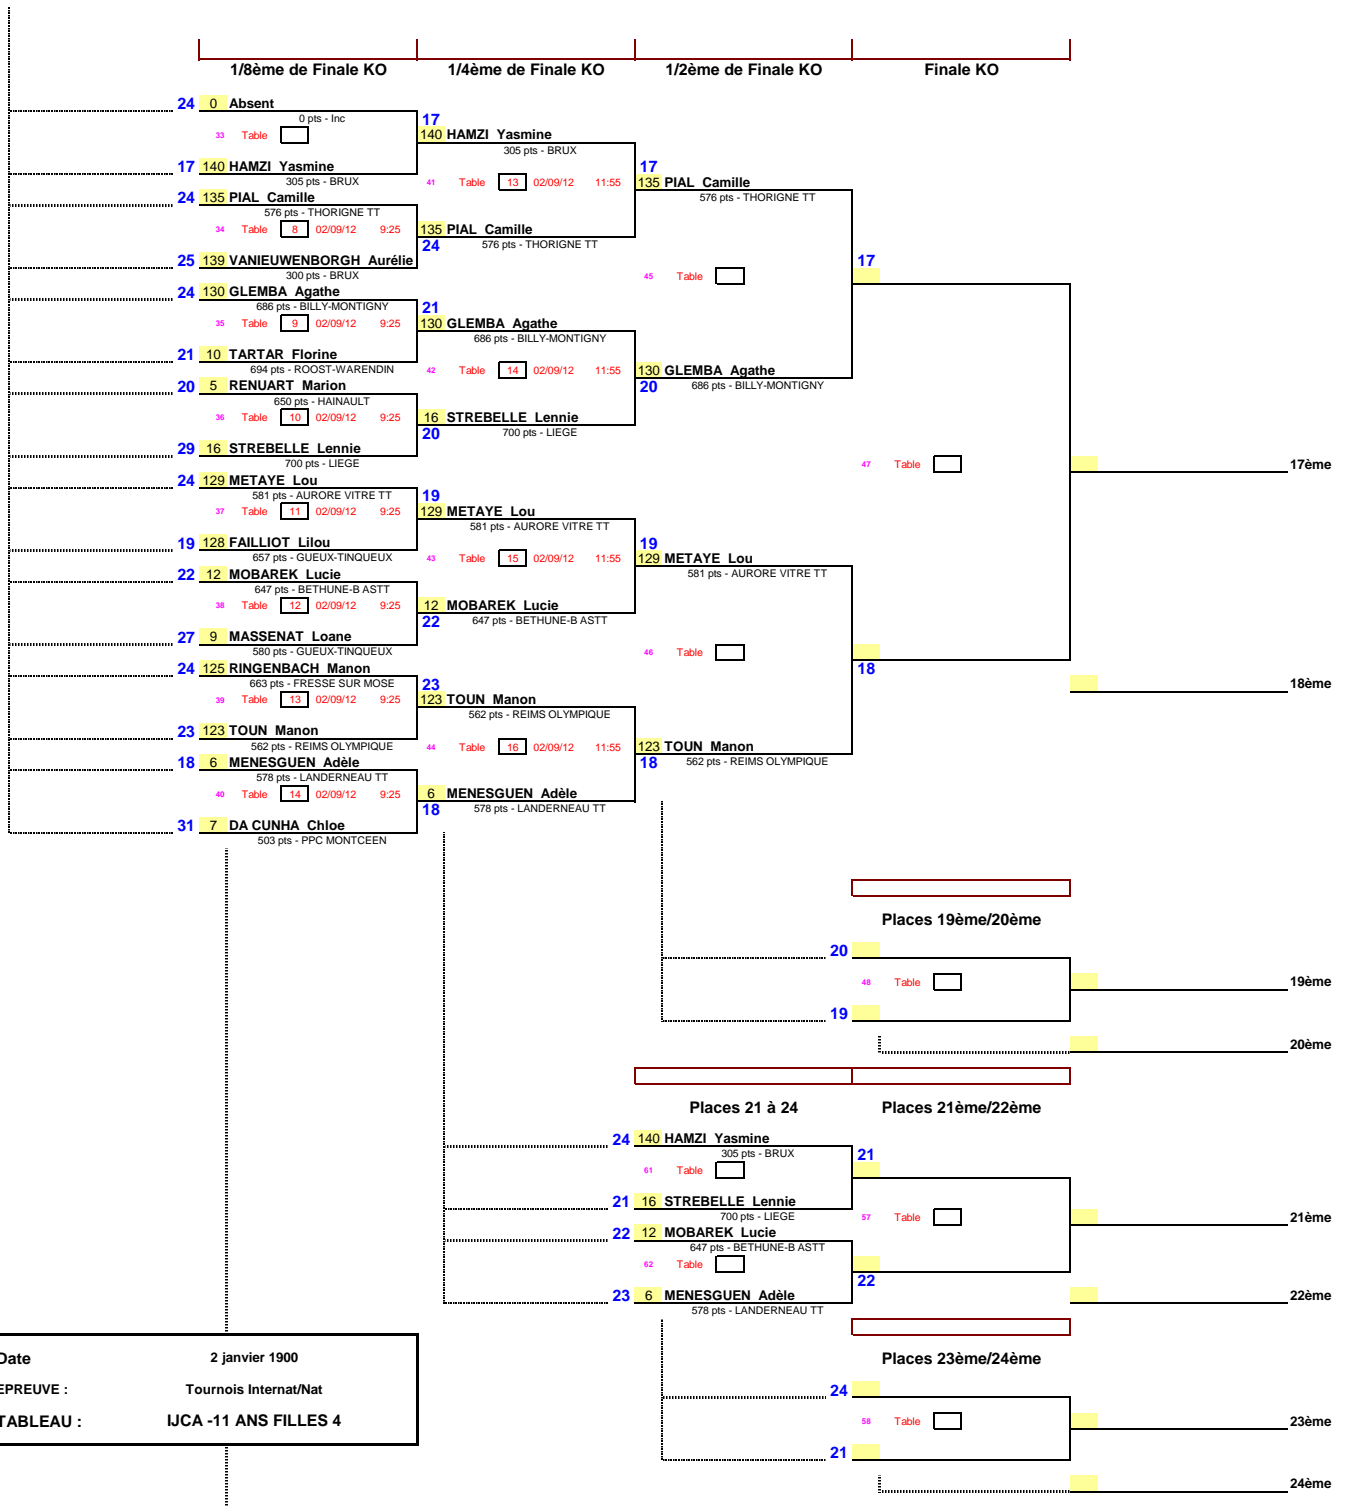 1/8ème de Finale KO 1/4ème de Finale KO 1/2ème de Finale KO Finale KO
24 0 Absent
0 pts - Inc
17
33 Table
140 HAMZI Yasmine
305 pts - BRUX
17 140 HAMZI Yasmine
17
305 pts - BRUX
41 Table 13 02/09/12 11:55
135 PIAL Camille
24 135 PIAL Camille
576 pts - THORIGNE TT
576 pts - THORIGNE TT
34 Table 8 02/09/12 9:25
135 PIAL Camille
24
576 pts - THORIGNE TT
25 139 VANIEUWENBORGH Aurélie
17
300 pts - BRUX
45 Table
24 130 GLEMBA Agathe
686 pts - BILLY-MONTIGNY
21
35 Table 9 02/09/12 9:25
130 GLEMBA Agathe
686 pts - BILLY-MONTIGNY
21 10 TARTAR Florine
694 pts - ROOST-WARENDIN
42 Table 14 02/09/12 11:55
130 GLEMBA Agathe
20 5 RENUART Marion
20
686 pts - BILLY-MONTIGNY
650 pts - HAINAULT
36 Table 10 02/09/12 9:25
16 STREBELLE Lennie
20
700 pts - LIEGE
29 16 STREBELLE Lennie
700 pts - LIEGE
47 Table
17ème
24 129 METAYE Lou
581 pts - AURORE VITRE TT
19
37 Table 11 02/09/12 9:25
129 METAYE Lou
581 pts - AURORE VITRE TT
19 128 FAILLIOT Lilou
19
657 pts - GUEUX-TINQUEUX
43 Table 15 02/09/12 11:55
129 METAYE Lou
22 12 MOBAREK Lucie
581 pts - AURORE VITRE TT
647 pts - BETHUNE-B ASTT
38 Table 12 02/09/12 9:25
12 MOBAREK Lucie
22
647 pts - BETHUNE-B ASTT
27 9 MASSENAT Loane
580 pts - GUEUX-TINQUEUX
46 Table
24 125 RINGENBACH Manon
18
663 pts - FRESSE SUR MOSE
23
18ème
39 Table 13 02/09/12 9:25
123 TOUN Manon
562 pts - REIMS OLYMPIQUE
23 123 TOUN Manon
562 pts - REIMS OLYMPIQUE
44 Table 16 02/09/12 11:55
123 TOUN Manon
18 6 MENESGUEN Adèle
18
562 pts - REIMS OLYMPIQUE
578 pts - LANDERNEAU TT
40 Table 14 02/09/12 9:25
6 MENESGUEN Adèle
18
578 pts - LANDERNEAU TT
31 7 DA CUNHA Chloe
503 pts - PPC MONTCEEN
Places 19ème/20ème
20
48 Table
19ème
19
20ème
Places 21 à 24 Places 21ème/22ème
24 140 HAMZI Yasmine
305 pts - BRUX
21
61 Table
21 16 STREBELLE Lennie
700 pts - LIEGE
57 Table
21ème
22 12 MOBAREK Lucie
647 pts - BETHUNE-B ASTT
62 Table
22
23 6 MENESGUEN Adèle
22ème
578 pts - LANDERNEAU TT
Date 2 janvier 1900
Places 23ème/24ème
EPREUVE : Tournois Internat/Nat
24
TABLEAU : IJCA -11 ANS FILLES 4
58 Table
23ème
21
24ème